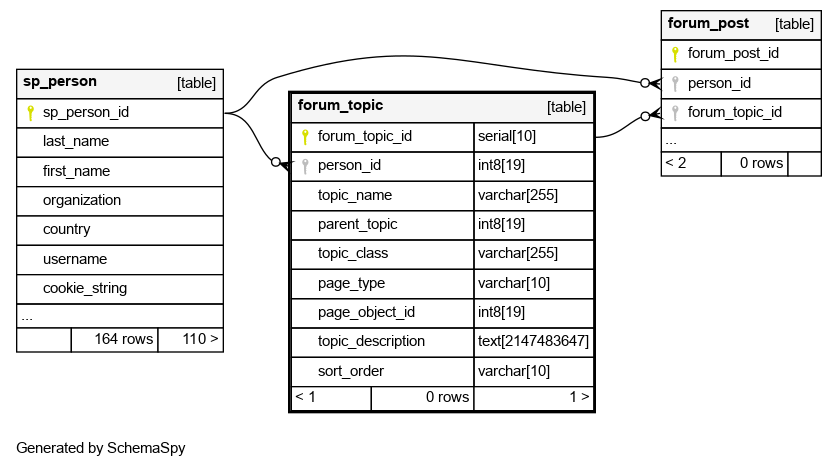 sp_person [table]
sp_person_id
last_name
first_name
organization
country
username
cookie_string
...
164 rows 110 >
forum_topic [table]
forum_topic_id serial[10]
person_id int8[19]
topic_name varchar[255]
parent_topic int8[19]
topic_class varchar[255]
page_type varchar[10]
page_object_id int8[19]
topic_description text[2147483647]
sort_order varchar[10]
< 1 0 rows 1 >
forum_post [table]
forum_post_id
person_id
forum_topic_id
...
< 2 0 rows
Generated by SchemaSpy